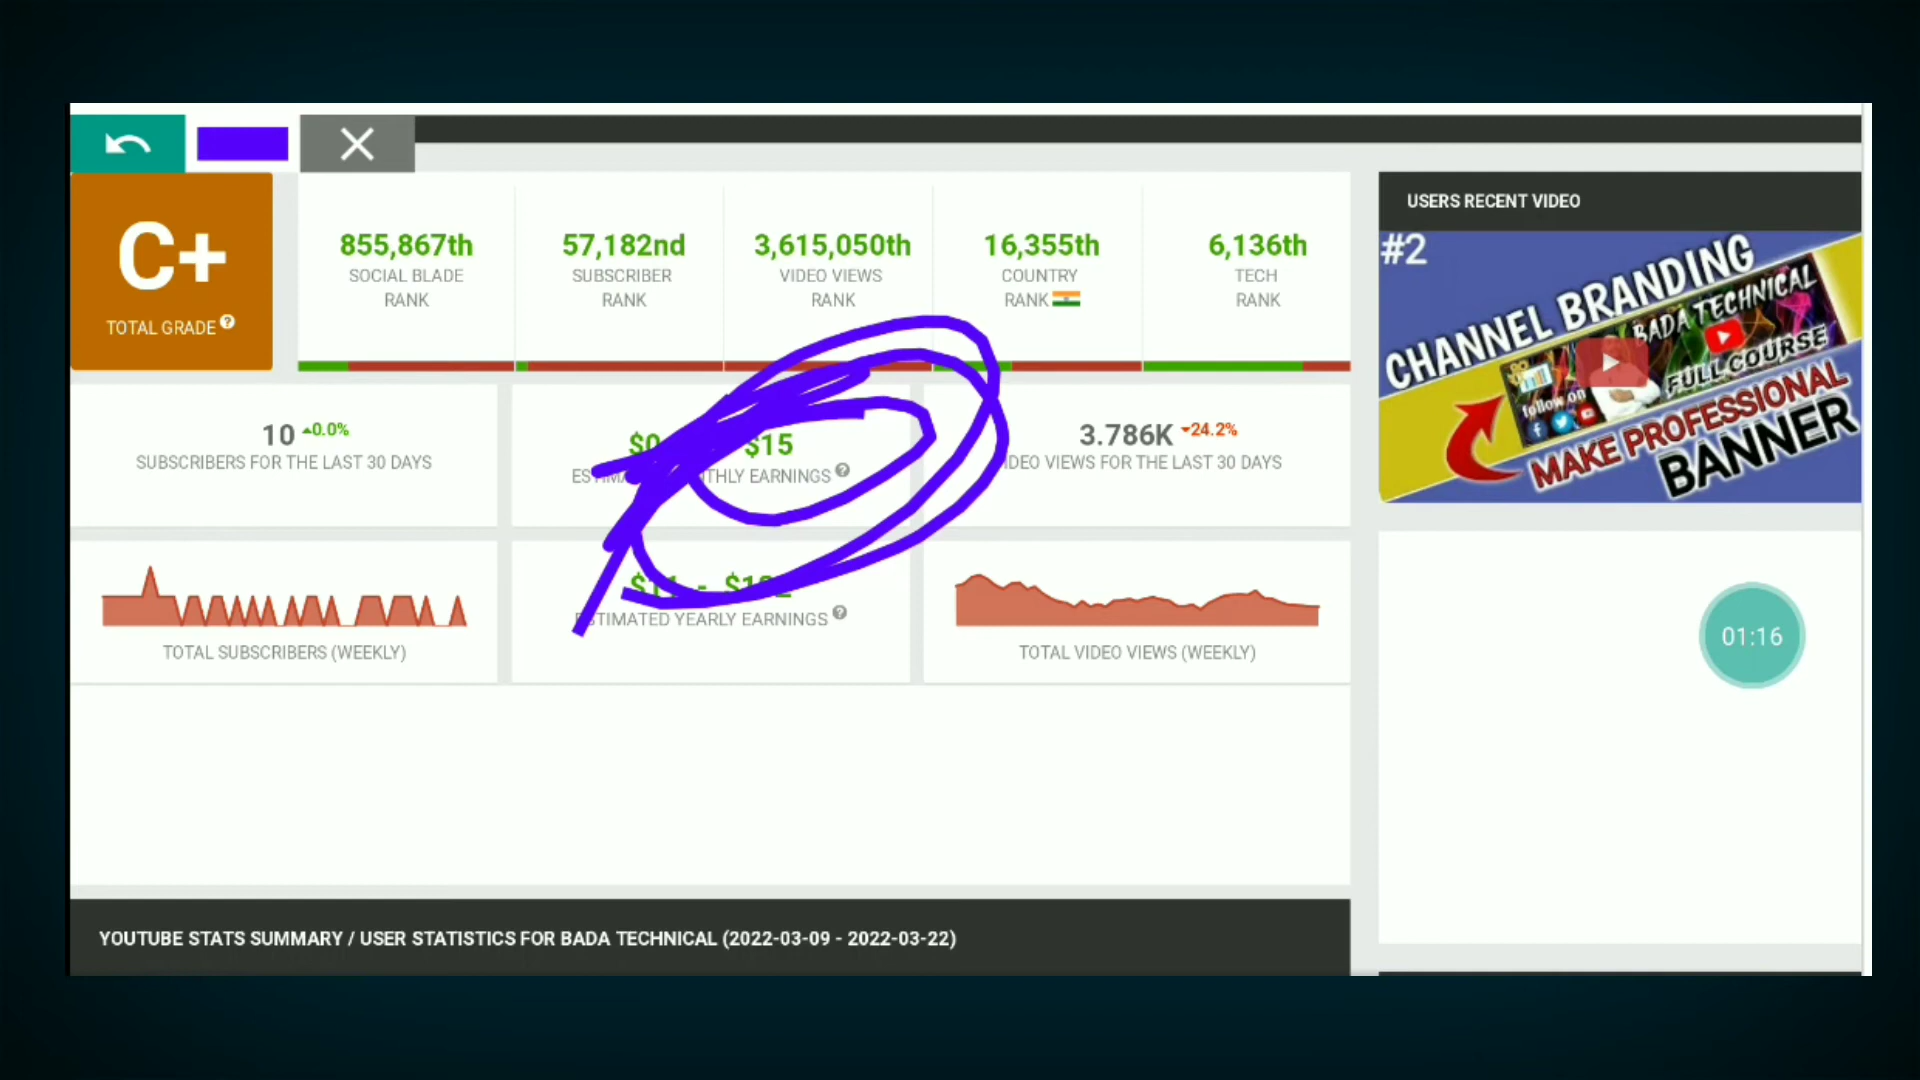 C+
TOTAL GRADE
855,867th
SOCIAL BLADE
RANK
57,182nd
SUBSCRIBER
RANK
3,615,050th
VIDEO VIEWS
RANK
16,355th
COUNTRY
RANK
6,136th
TECH
RANK
10 0.0%
SUBSCRIBERS FOR THE LAST 30 DAYS
$15
EARNINGS
3.786K 24.2%
VIEWS FOR THE LAST 30 DAYS
TOTAL SUBSCRIBERS (WEEKLY)
YEARLY EARNINGS
TOTAL VIDEO VIEWS (WEEKLY)
YOUTUBE STATS SUMMARY / USER STATISTICS FOR BADA TECHNICAL (2022-03-09 - 2022-03-22)
USERS RECENT VIDEO
#2
CHANNEL BRANDING
BADA TECHNICAL
FULL COURSE
follow on
MAKE PROFESSIONAL
BANNER
01:16